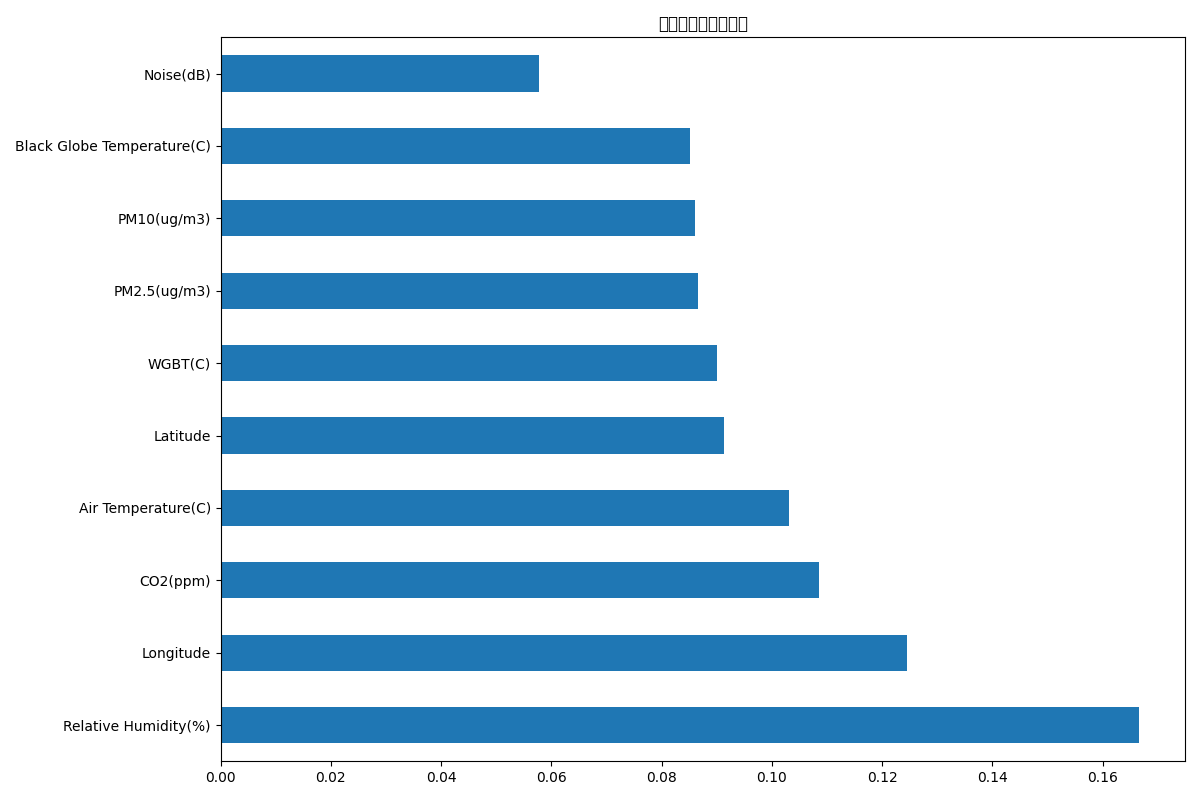 Noise(dB)
Black Globe Temperature(C)
PM10(ug/m3)
PM2.5(ug/m3)
WGBT(C)
Latitude
Air Temperature(C)
CO2(ppm)
Longitude
Relative Humidity(%)
0.00 0.02 0.04 0.06 0.08 0.10 0.12 0.14 0.16